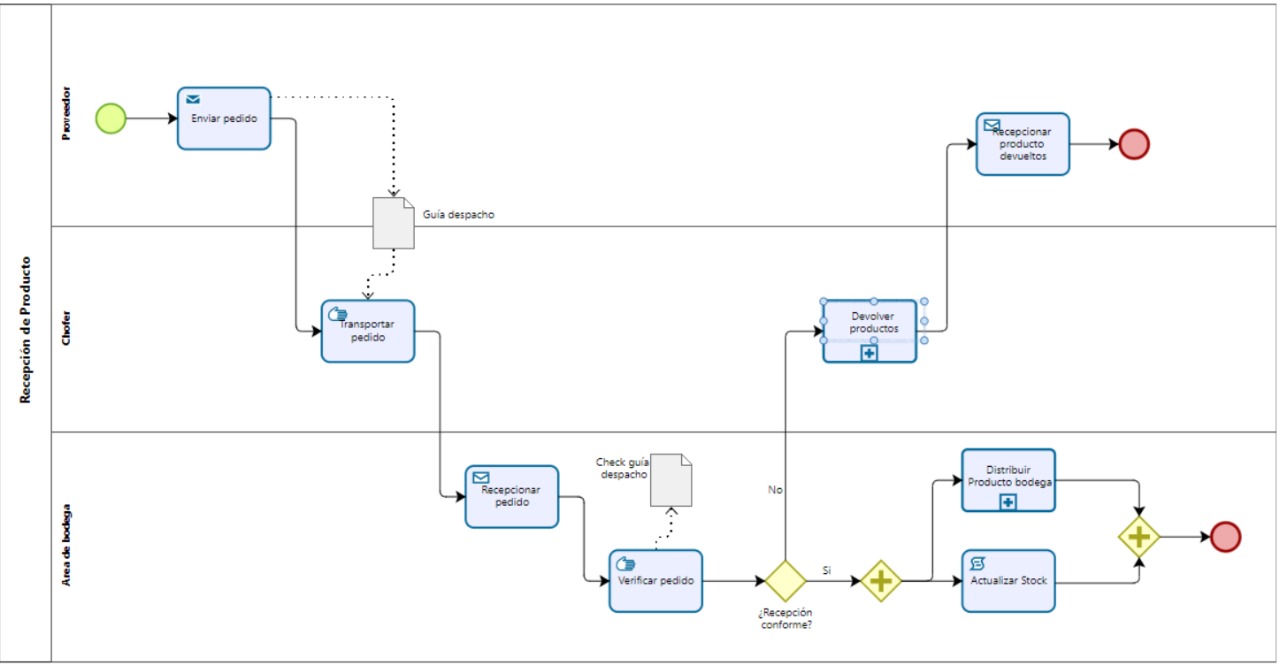 Recepción de Producto
Proveedor
Enviar pedido
Guía despacho
Recepcionar
producto
devueltos
Chofer
Transportar
pedido
Devolver
productos
Área de bodega
Recepcionar
pedido
Check guía
despacho
Verificar pedido
¿Recepción
conforme?
No
Si
Distribuir
Producto bodega
Actualizar Stock